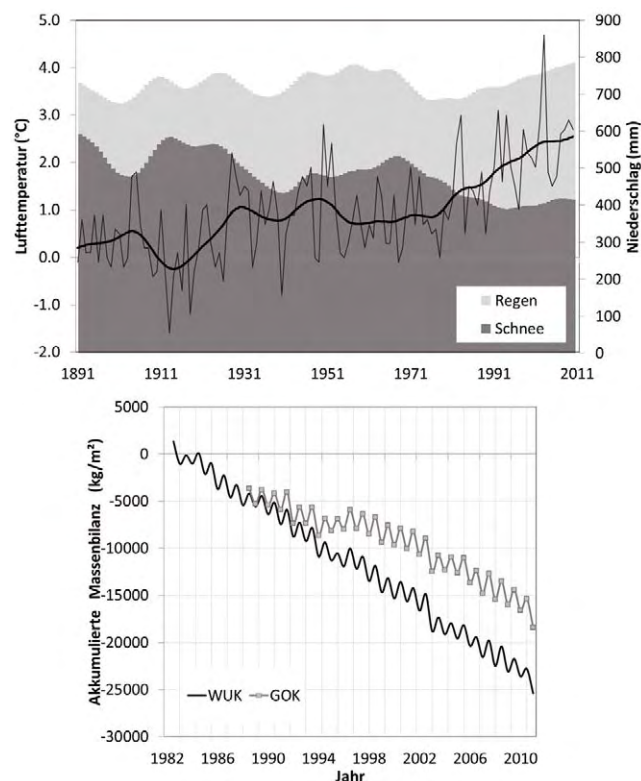 Lufttemperatur (°C)
5.0
4.0
3.0
2.0
1.0
0.0
-1.0
-2.0
900
800
700
600
500
400
300
200
100
0
Niederschlag (mm)
Regen
Schnee
1891 1911 1931 1951 1971 1991 2011
Akkumulierte Massenbilanz (kg/m²)
5000
0
-5000
-10000
-15000
-20000
-25000
-30000
WUK GOK
1982 1986 1990 1994 1998 2002 2006 2010
Jahr